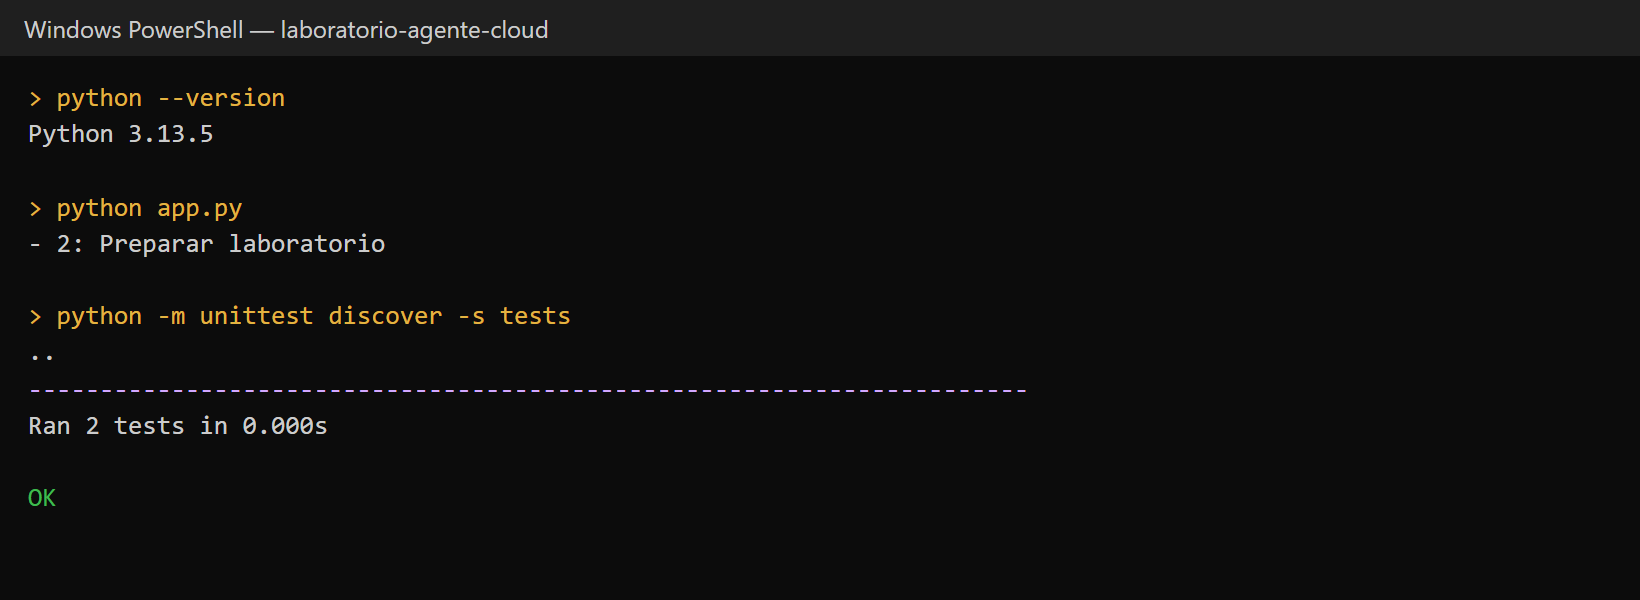 Windows PowerShell — laboratorio-agente-cloud
> python --version
Python 3.13.5
> python app.py
- 2: Preparar laboratorio
> python -m unittest discover -s tests
..
----------------------------------------------------------------------
Ran 2 tests in 0.000s
OK